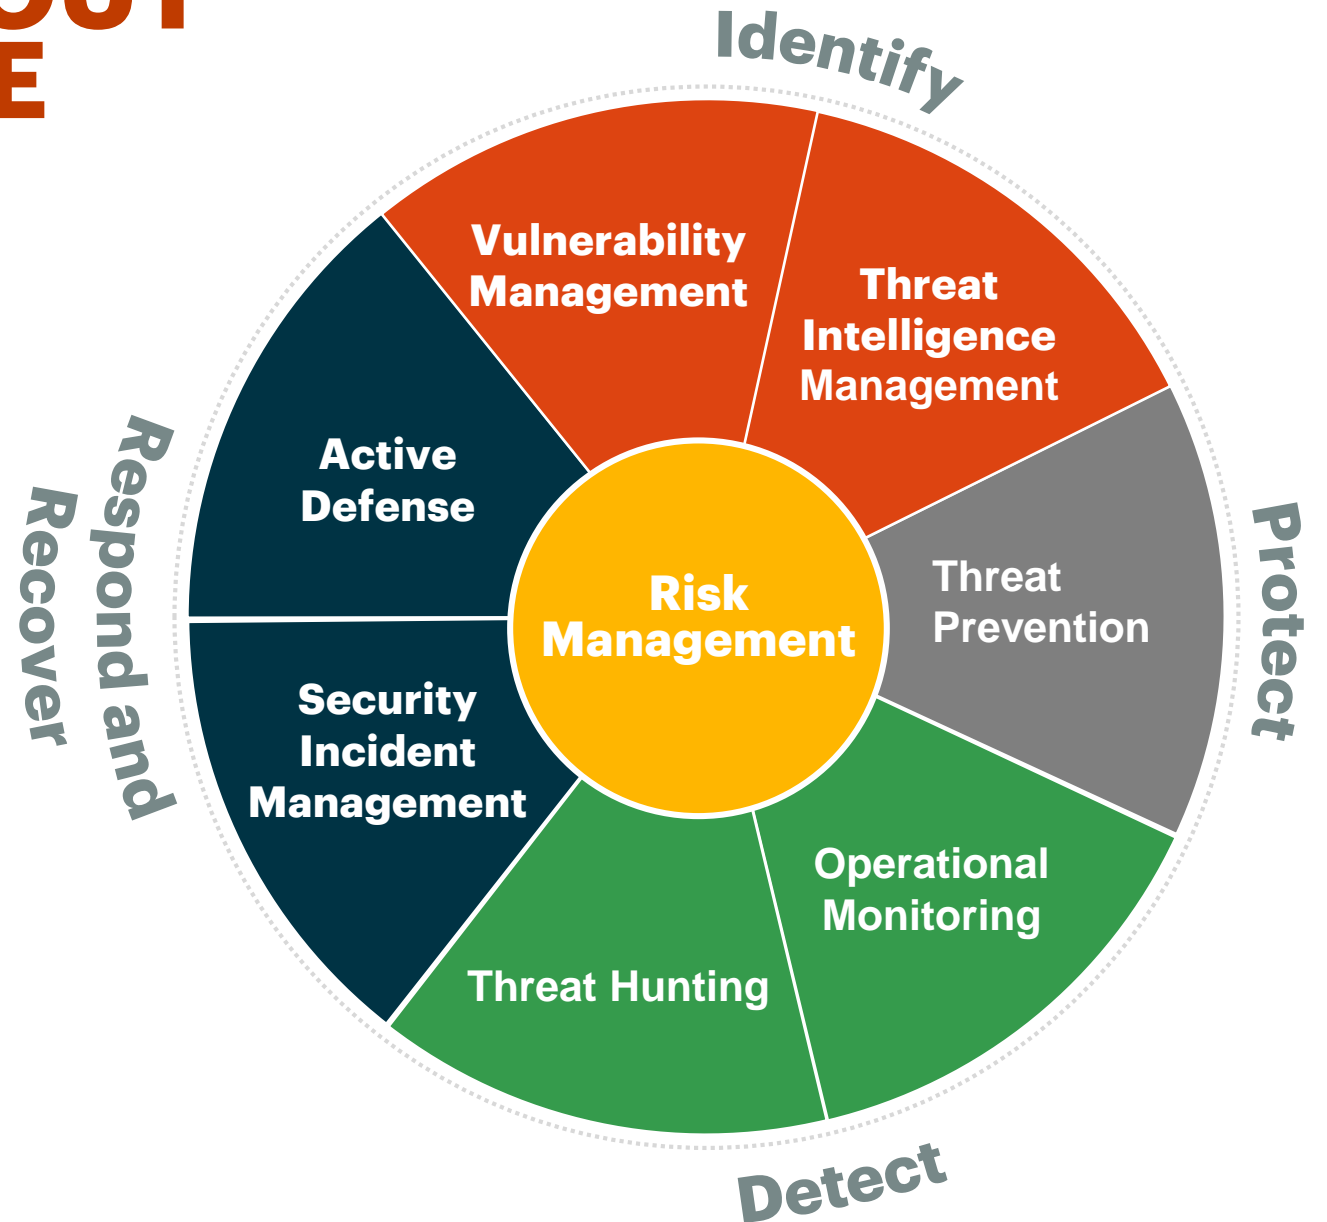 Identify
Vulnerability
Management
Threat
Intelligence
Management
Active
Defense
Threat
Prevention
Protect
Risk
Management
Respond and
Recover
Security
Incident
Management
Operational
Monitoring
Threat Hunting
Detect